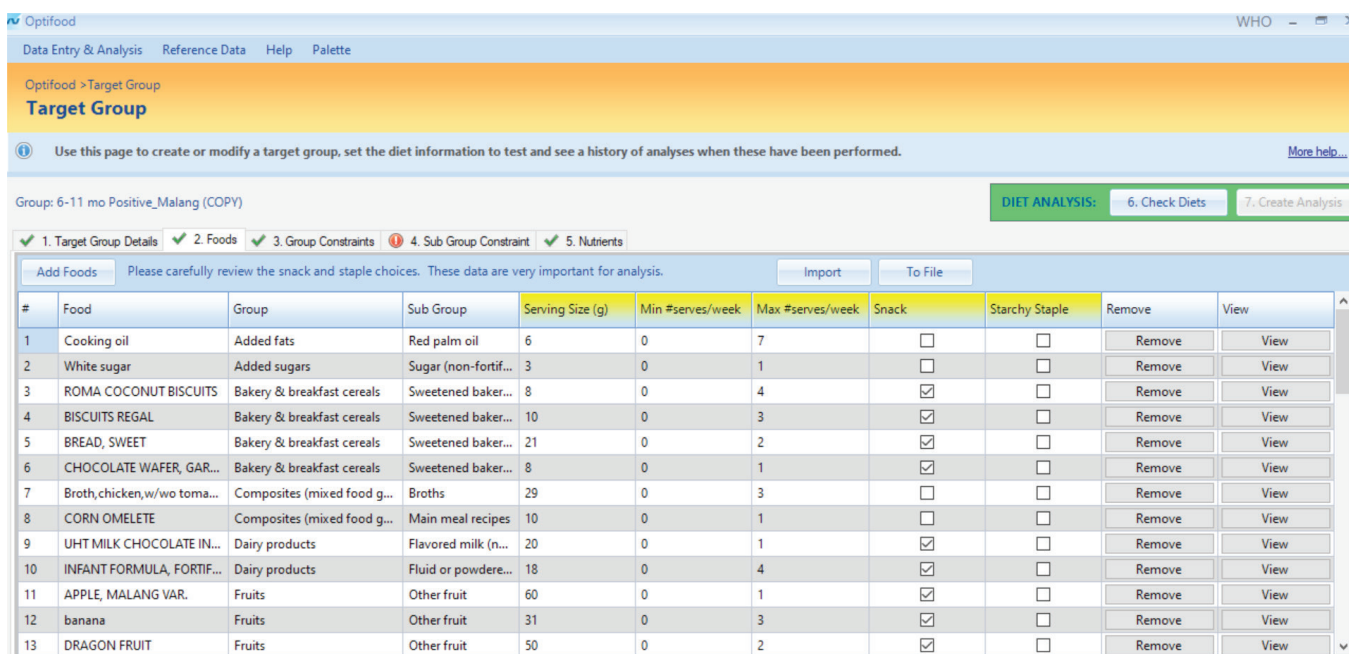 Optifood WHO
Data Entry & Analysis Reference Data Help Palette
Optifood >Target Group
Target Group
Use this page to create or modify a target group, set the diet information to test and see a history of analyses when these have been performed. More help...
Group: 6-11 mo Positive_Malang (COPY) DIET ANALYSIS: 6. Check Diets 7. Create Analysis
1. Target Group Details 2. Foods 3. Group Constraints 4. Sub Group Constraint 5. Nutrients
Add Foods Please carefully review the snack and staple choices. These data are very important for analysis. Import To File
# Food Group Sub Group Serving Size (g) Min #serves/week Max #serves/week Snack Starchy Staple Remove View
1 Cooking oil Added fats Red palm oil 6 0 7 Remove View
2 White sugar Added sugars Sugar (non-fortif... 3 0 1 Remove View
3 ROMA COCONUT BISCUITS Bakery & breakfast cereals Sweetened baker... 8 0 4 Remove View
4 BISCUITS REGAL Bakery & breakfast cereals Sweetened baker... 10 0 3 Remove View
5 BREAD, SWEET Bakery & breakfast cereals Sweetened baker... 21 0 2 Remove View
6 CHOCOLATE WAFER, GAR... Bakery & breakfast cereals Sweetened baker... 8 0 1 Remove View
7 Broth,chicken,w/wo toma... Composites (mixed food g... Broths 29 0 3 Remove View
8 CORN OMELETE Composites (mixed food g... Main meal recipes 10 0 1 Remove View
9 UHT MILK CHOCOLATE IN... Dairy products Flavored milk (n... 20 0 1 Remove View
10 INFANT FORMULA, FORTIF... Dairy products Fluid or powdere... 18 0 4 Remove View
11 APPLE, MALANG VAR. Fruits Other fruit 60 0 1 Remove View
12 banana Fruits Other fruit 31 0 3 Remove View
13 DRAGON FRUIT Fruits Other fruit 50 0 2 Remove View